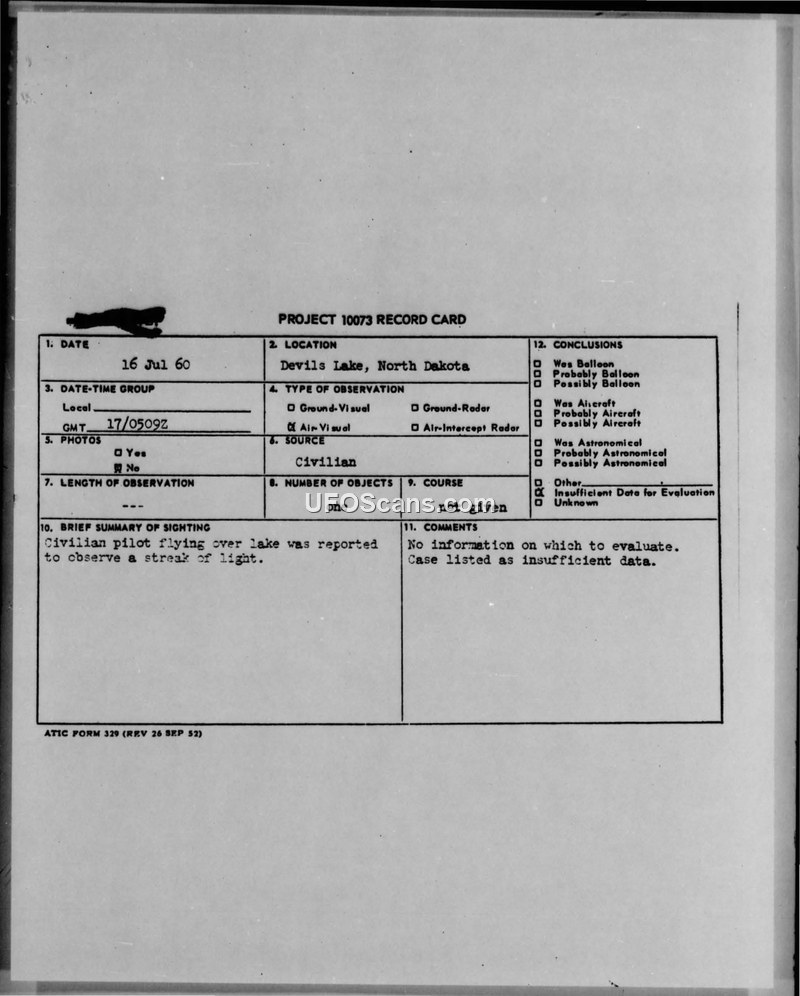 PROJECT 10073 RECORD CARD
1. DATE
16 Jul 60
2. LOCATION
Devils Lake, North Dakota
3. DATE-TIME GROUP
Local
GMT 17/0509Z
4. TYPE OF OBSERVATION
Ground-Visual Ground-Radar
Air-Visual Air-Intercept Radar
5. PHOTOS
Yes
No
6. SOURCE
Civilian
7. LENGTH OF OBSERVATION
---
8. NUMBER OF OBJECTS
one
9. COURSE
not given
10. BRIEF SUMMARY OF SIGHTING
Civilian pilot flying over lake was reported
to observe a streak of light.
11. COMMENTS
No information on which to evaluate.
Case listed as insufficient data.
12. CONCLUSIONS
Was Balloon
Probably Balloon
Possibly Balloon
Was Aircraft
Probably Aircraft
Possibly Aircraft
Was Astronomical
Probably Astronomical
Possibly Astronomical
Other
Insufficient Data for Evaluation
Unknown
UFOScans.com
ATIC FORM 329 (REV 26 SEP 52)